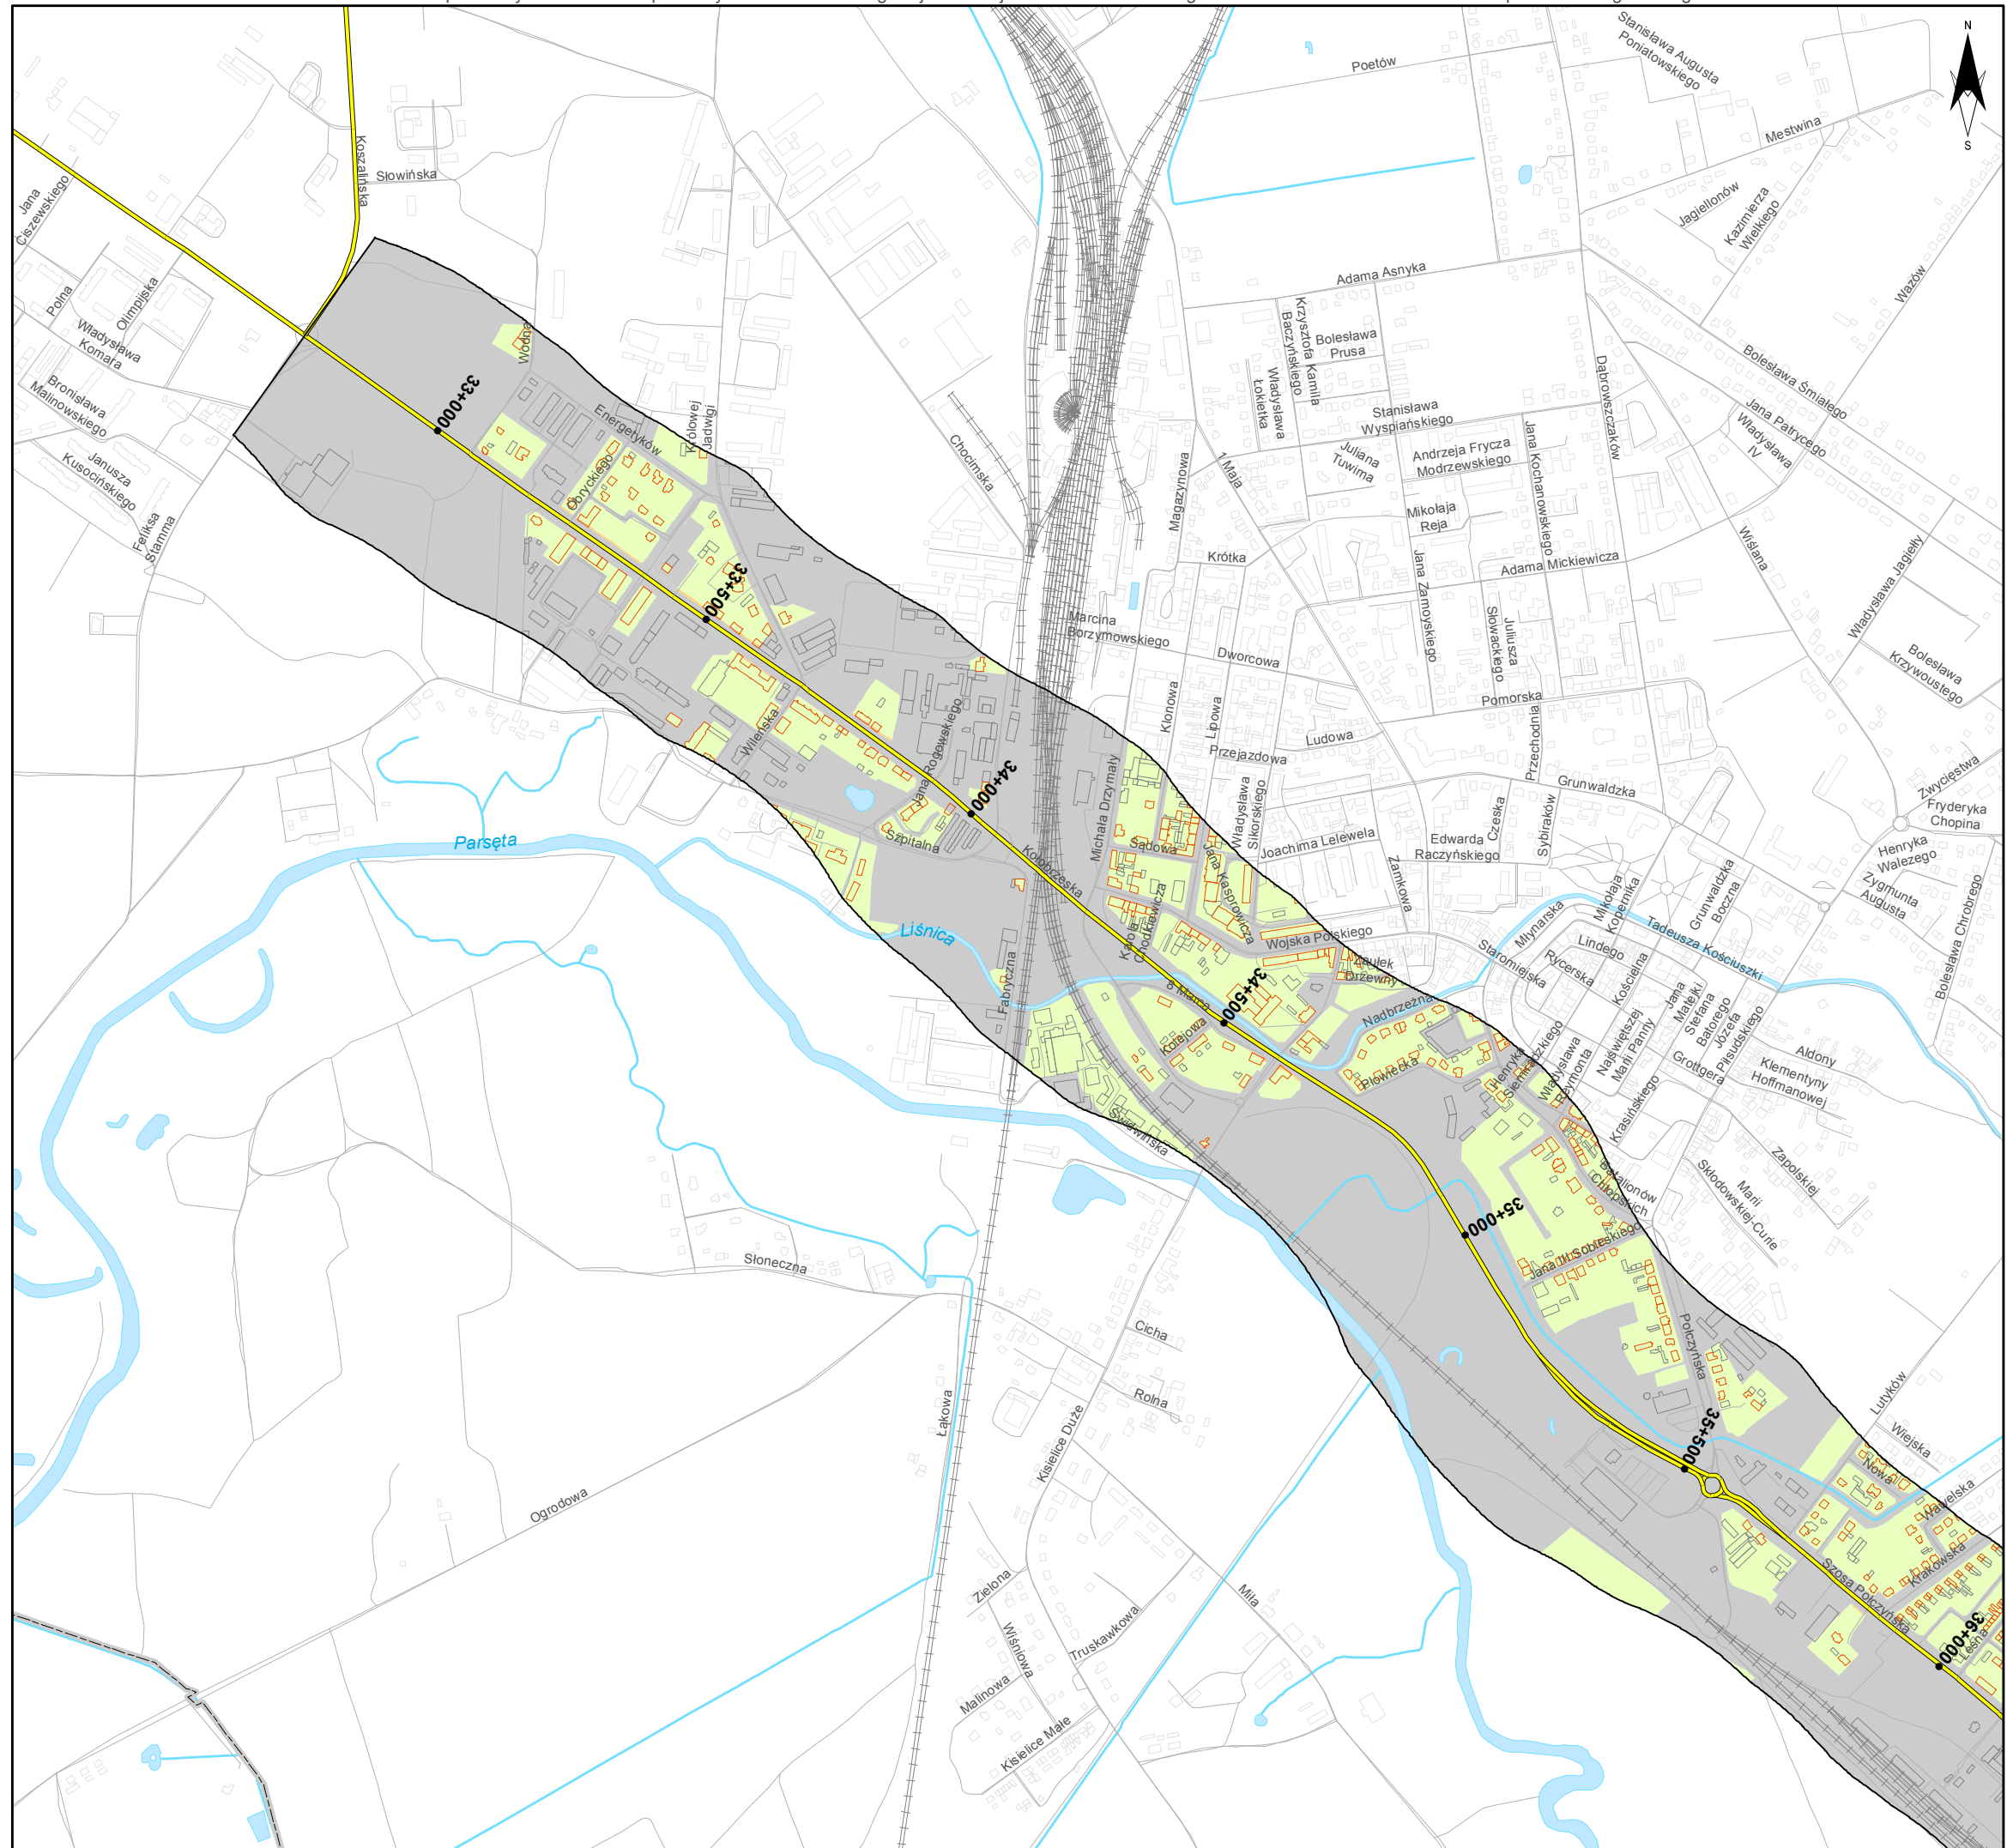 N
S
Stanisława Augusta
Poniatowskiego
Poetów
Mestwina
Koszalińska
Słowińska
Jana
Ciszewskiego
Jagiellonów
Kazimierza
Wielkiego
Wazów
Adama Asnyka
Polna
Olimpijska
Władysława
Komara
Bronisława
Malinowskiego
Janusza
Kusocińskiego
Feliksa
Stamma
Wodna
33+000
Energetyków
Królowej
Jadwigi
Obryckiego
Chocimska
Krzysztofa Kamila
Baczyńskiego
Bolesława
Prusa
Władysława
Łokietka
Stanisława
Wyspiańskiego
Juliana
Tuwima
Andrzeja Frycza
Modrzewskiego
Mikołaja
Reja
Jana Kochanowskiego
Dąbrowszczaków
Bolesława Śmiałego
Jana Patrycego
Władysława
IV
1 Maja
Magazynowa
Krótka
Adama Mickiewicza
Jana Zamoyskiego
Juliusza
Słowackiego
Wiślana
Władysława Jagiełły
Bolesława
Krzywoustego
33+500
Marcina
Borzymowskiego
Dworcowa
Klonowa
Lipowa
Przejazdowa
Ludowa
Pomorska
Przechodnia
Grunwaldzka
Zwycięstwa
Fryderyka
Chopina
Henryka
Walezego
Zygmunta
Augusta
Bolesława Chrobrego
Wileńska
Jana Rogowskiego
34+000
Szpitalna
Kołobrzeska
Michała Drzymały
Sądowa
Jana Kasprowicza
Władysława
Sikorskiego
Joachima Lelewela
Zamkowa
Edwarda
Raczyńskiego
Czeska
Sybiraków
Mikołaja
Kopernika
Grunwaldzka
Boczna
Parsęta
Liśnica
Fabryczna
Karola
Chodkiewicza
Wojska Polskiego
Zaułek
Drzewny
Młynarska
Staromiejska
Lindego
Rycerska
Kościelna
Tadeusza Kościuszki
Jana
Matejki
Stefana
Batorego
Józefa
Piłsudskiego
Najświętszej
Marii Panny
Grottgera
Aldony
Klementyny
Hoffmanowej
6 Marca
34+500
Kolejowa
Nadbrzeżna
Płowiecka
Henryka
Siemiradzkiego
Władysława
Reymonta
Krasińskiego
Świdwińska
Batalionów
Chłopskich
Zapolskiej
Marii
Skłodowskiej-Curie
35+000
Jana III Sobieskiego
Połczyńska
Słoneczna
Cicha
Rolna
Łąkowa
Kisielice Duże
Ogrodowa
35+500
Lutyków
Wiejska
Nowa
Wawelska
Krakowska
Szosa Połczyńska
36+000
Leśna
Zielona
Wiśniowa
Truskawkowa
Miła
Malinowa
Kisielice Małe